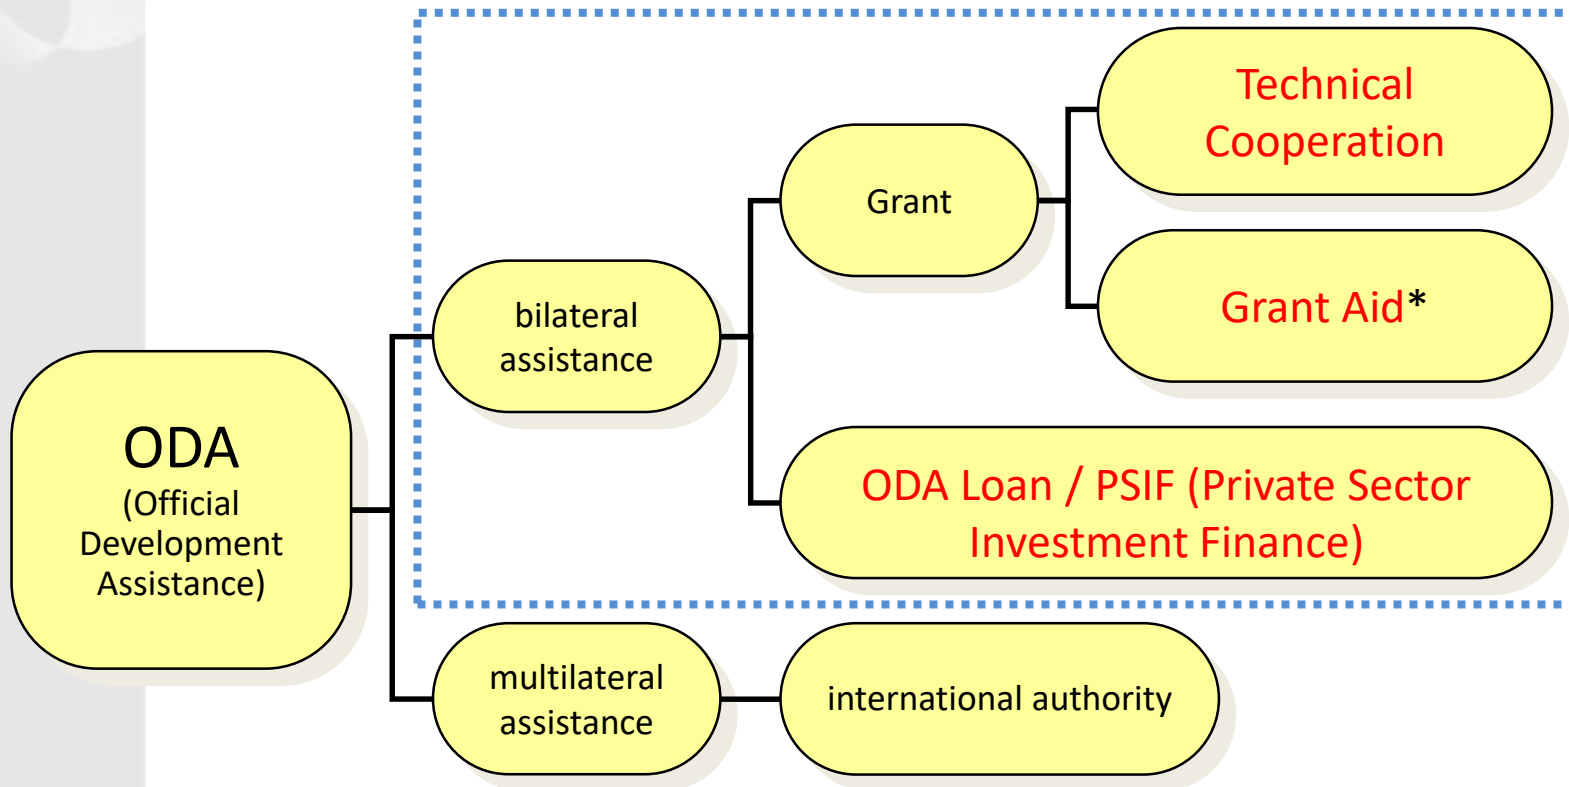 Technical
Cooperation
Grant
Grant Aid*
bilateral
assistance
ODA
(Official
Development
Assistance)
ODA Loan / PSIF (Private Sector
Investment Finance)
multilateral
assistance
international authority